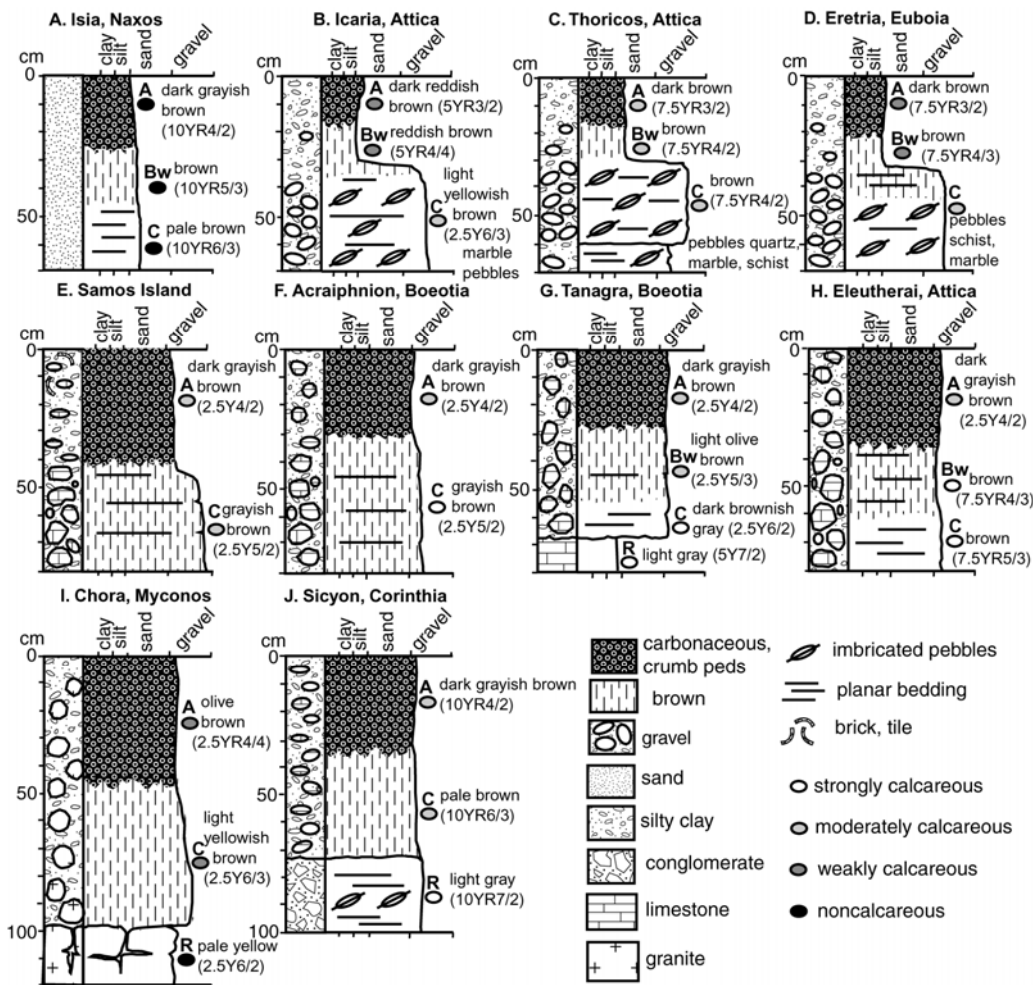 A. Isia, Naxos
cm
clay
silt
sand
gravel
0
50
A dark grayish
brown
(10YR4/2)
Bw brown
(10YR5/3)
C pale brown
(10YR6/3)
B. Icaria, Attica
cm
clay
silt
sand
gravel
0
50
A dark reddish
brown (5YR3/2)
Bw reddish brown
(5YR4/4)
light
yellowish
C brown
(2.5Y6/3)
marble
pebbles
C. Thoricos, Attica
cm
clay
silt
sand
gravel
0
50
A dark brown
(7.5YR3/2)
Bw brown
(7.5YR4/2)
brown
C (7.5YR4/2)
pebbles quartz,
marble, schist
D. Eretria, Euboia
cm
clay
silt
sand
gravel
0
50
A dark brown
(7.5YR3/2)
Bw brown
(7.5YR4/3)
C
pebbles
schist,
marble
E. Samos Island
cm
clay
silt
sand
gravel
0
50
dark grayish
A brown
(2.5Y4/2)
C grayish
brown
(2.5Y5/2)
F. Acraiphnion, Boeotia
cm
clay
silt
sand
gravel
0
50
dark grayish
A brown
(2.5Y4/2)
C grayish
brown
(2.5Y5/2)
G. Tanagra, Boeotia
cm
clay
silt
sand
gravel
0
50
dark grayish
A brown
(2.5Y4/2)
light olive
Bw brown
(2.5Y5/3)
C dark brownish
gray (2.5Y6/2)
R light gray (5Y7/2)
H. Eleutherai, Attica
cm
clay
silt
sand
gravel
0
50
dark
A grayish
brown
(2.5Y4/2)
Bw brown
(7.5YR4/3)
C brown
(7.5YR5/3)
I. Chora, Myconos
cm
clay
silt
sand
gravel
0
50
100
A olive
brown
(2.5YR4/4)
light
yellowish
C brown
(2.5Y6/3)
R pale yellow
(2.5Y6/2)
J. Sicyon, Corinthia
cm
clay
silt
sand
gravel
0
50
100
A dark grayish brown
(10YR4/2)
C pale brown
(10YR6/3)
R light gray
(10YR7/2)
carbonaceous,
crumb peds
brown
gravel
sand
silty clay
conglomerate
limestone
granite
imbricated pebbles
planar bedding
brick, tile
strongly calcareous
moderately calcareous
weakly calcareous
noncalcareous